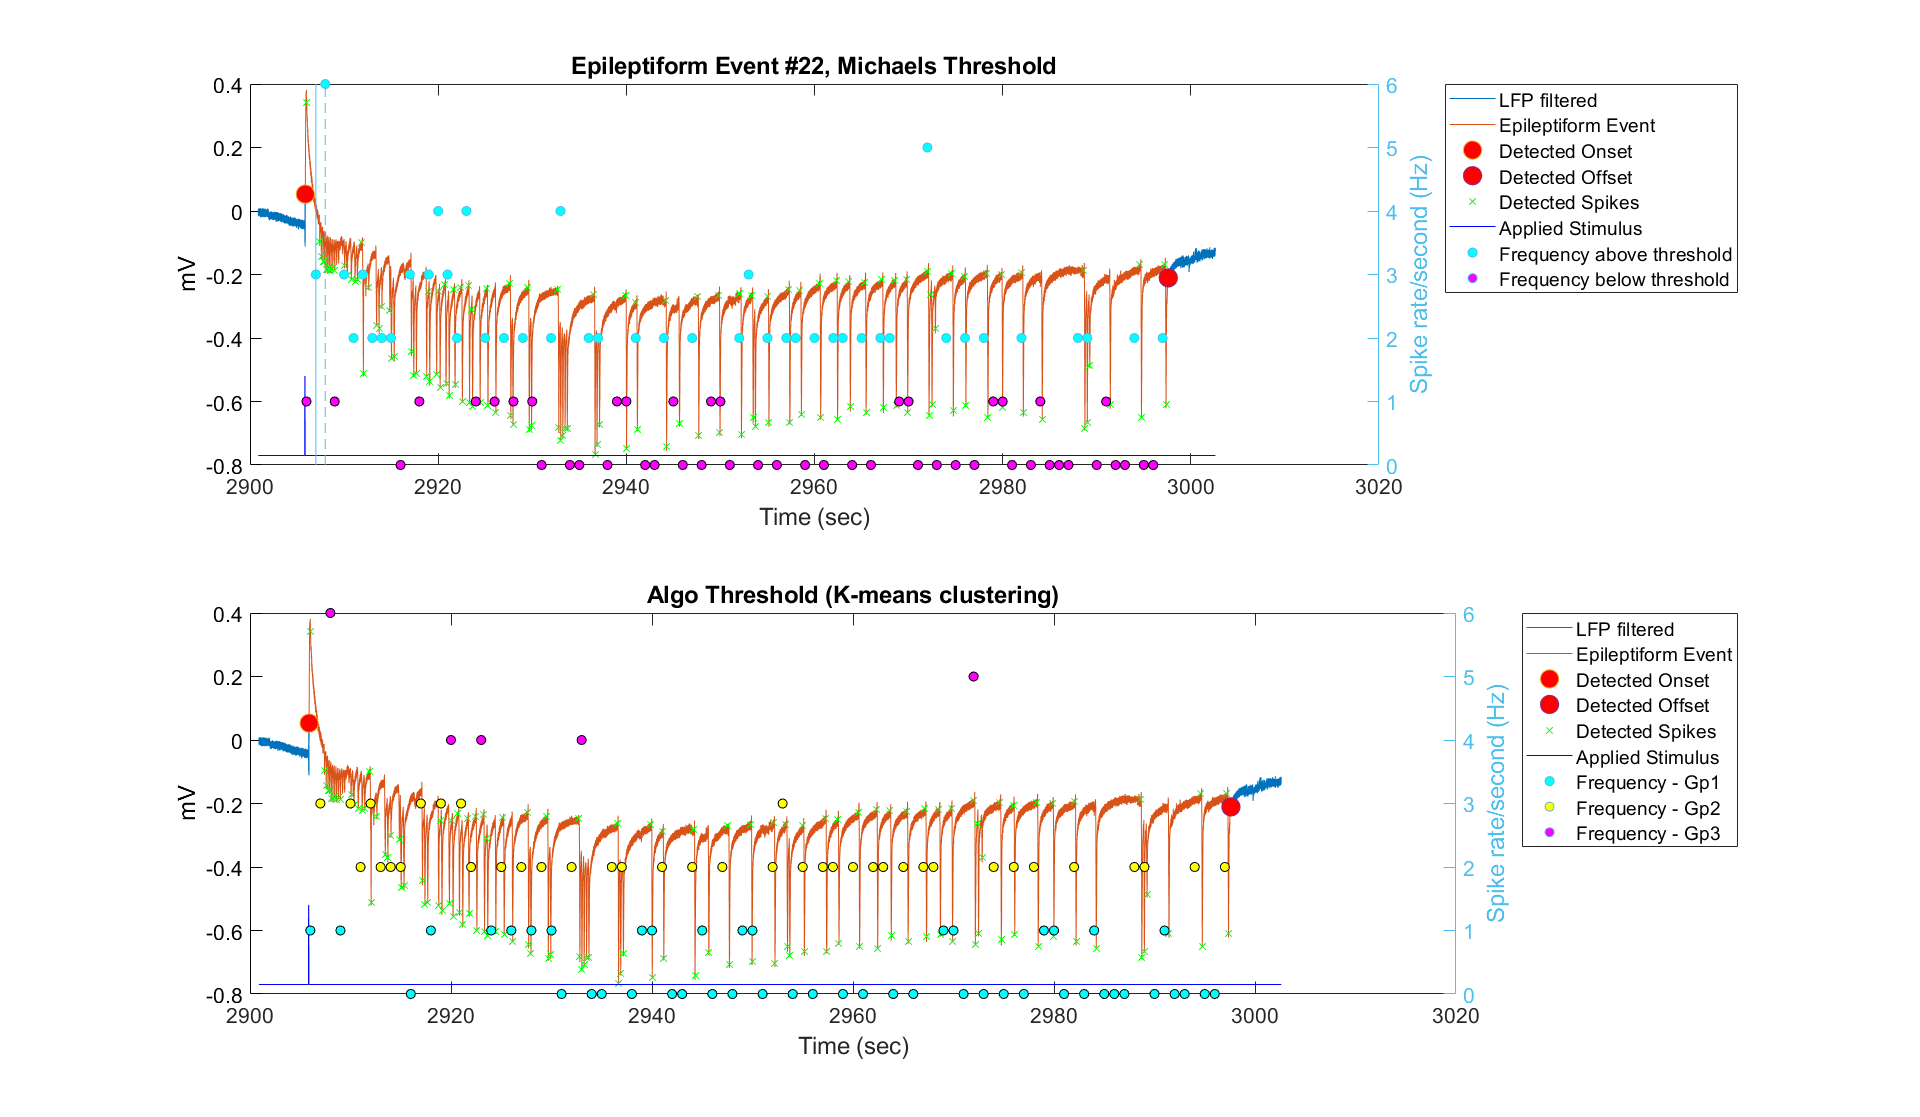 Epileptiform Event #22, Michaels Threshold
0.4
0.2
0
-0.2
-0.4
-0.6
-0.8
mV
2900
2920
2940
2960
2980
3000
3020
Time (sec)
6
5
4
3
2
1
0
Spike rate/second (Hz)
LFP filtered
Epileptiform Event
Detected Onset
Detected Offset
Detected Spikes
Applied Stimulus
Frequency above threshold
Frequency below threshold
Algo Threshold (K-means clustering)
0.4
0.2
0
-0.2
-0.4
-0.6
-0.8
mV
2900
2920
2940
2960
2980
3000
3020
Time (sec)
6
5
4
3
2
1
0
Spike rate/second (Hz)
LFP filtered
Epileptiform Event
Detected Onset
Detected Offset
Detected Spikes
Applied Stimulus
Frequency - Gp1
Frequency - Gp2
Frequency - Gp3